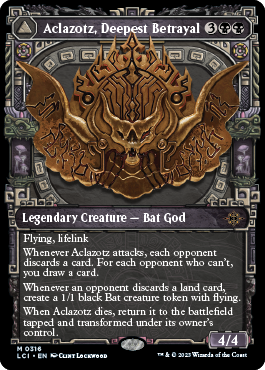 Aclazotz, Deepest Betrayal 3
Legendary Creature — Bat God
Flying, lifelink
Whenever Aclazotz attacks, each opponent
discards a card. For each opponent who can't,
you draw a card.
Whenever an opponent discards a land card,
create a 1/1 black Bat creature token with flying.
When Aclazotz dies, return it to the battlefield
tapped and transformed under its owner's
control.
4/4
M 0316
LCI • EN Clint Lockwood
™ & © 2023 Wizards of the Coast